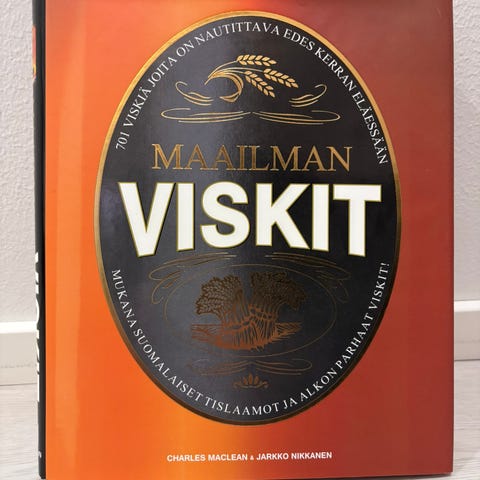 701 VISKIÄ JOITA ON NAUTITTAVA EDES KERRAN ELÄESSÄÄN
MAAILMAN
VISKIT
MUKANA SUOMALAISET TISLAAMOT JA ALKON PARHAAT VISKIT!
CHARLES MACLEAN & JARKKO NIKKANEN